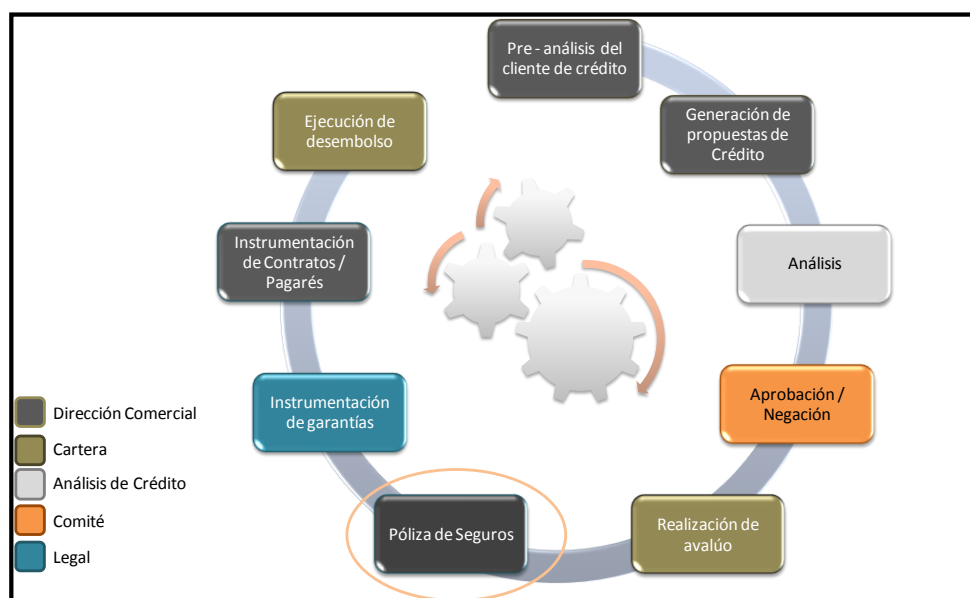 Pre - análisis del
cliente de crédito
Generación de
propuestas de
Crédito
Análisis
Aprobación /
Negación
Realización de
avalúo
Póliza de Seguros
Instrumentación
de garantías
Instrumentación
de Contratos /
Pagarés
Ejecución de
desembolso
Dirección Comercial
Cartera
Análisis de Crédito
Comité
Legal